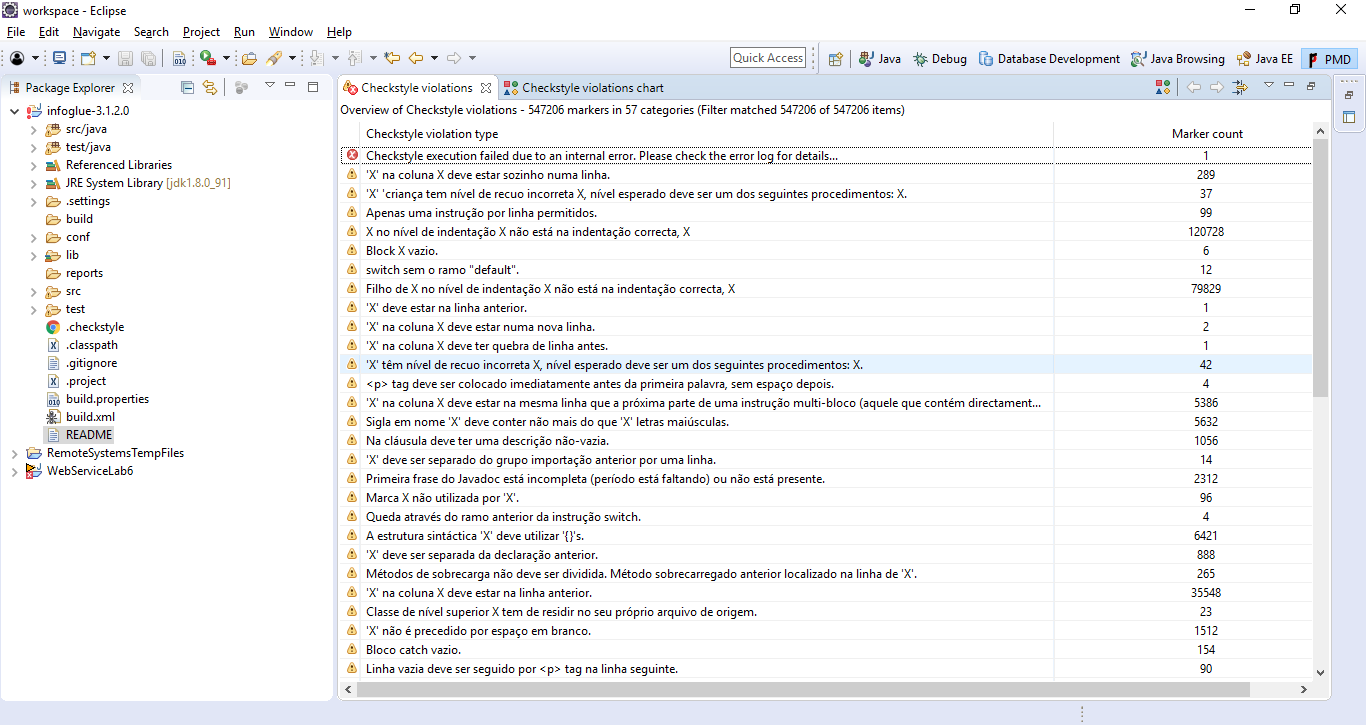 workspace - Eclipse
File Edit Navigate Search Project Run Window Help
Quick Access Java Debug Database Development Java Browsing Java EE PMD
Package Explorer
infoglue-3.1.2.0
src/java
test/java
Referenced Libraries
JRE System Library [jdk1.8.0_91]
.settings
build
conf
lib
reports
src
test
.checkstyle
.classpath
.gitignore
.project
build.properties
build.xml
README
RemoteSystemsTempFiles
WebServiceLab6
Checkstyle violations Checkstyle violations chart
Overview of Checkstyle violations - 547206 markers in 57 categories (Filter matched 547206 of 547206 items)
Checkstyle violation type Marker count
Checkstyle execution failed due to an internal error. Please check the error log for details... 1
'X' na coluna X deve estar sozinho numa linha. 289
'X' 'criança tem nível de recuo incorreta X, nível esperado deve ser um dos seguintes procedimentos: X. 37
Apenas uma instrução por linha permitidos. 99
X no nível de indentação X não está na indentação correcta, X 120728
Block X vazio. 6
switch sem o ramo "default". 12
Filho de X no nível de indentação X não está na indentação correcta, X 79829
'X' deve estar na linha anterior. 1
'X' na coluna X deve estar numa nova linha. 2
'X' na coluna X deve ter quebra de linha antes. 1
'X' têm nível de recuo incorreta X, nível esperado deve ser um dos seguintes procedimentos: X. 42
<p> tag deve ser colocado imediatamente antes da primeira palavra, sem espaço depois. 4
'X' na coluna X deve estar na mesma linha que a próxima parte de uma instrução multi-bloco (aquele que contém directament... 5386
Sigla em nome 'X' deve conter não mais do que 'X' letras maiúsculas. 5632
Na cláusula deve ter uma descrição não-vazia. 1056
'X' deve ser separado do grupo importação anterior por uma linha. 14
Primeira frase do Javadoc está incompleta (período está faltando) ou não está presente. 2312
Marca X não utilizada por 'X'. 96
Queda através do ramo anterior da instrução switch. 4
A estrutura sintáctica 'X' deve utilizar '{}'s. 6421
'X' deve ser separada da declaração anterior. 888
Métodos de sobrecarga não deve ser dividida. Método sobrecarregado anterior localizado na linha de 'X'. 265
'X' na coluna X deve estar na linha anterior. 35548
Classe de nível superior X tem de residir no seu próprio arquivo de origem. 23
'X' não é precedido por espaço em branco. 1512
Bloco catch vazio. 154
Linha vazia deve ser seguido por <p> tag na linha seguinte. 90